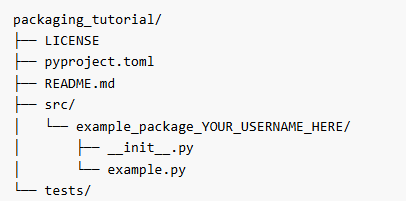 packaging_tutorial/
├── LICENSE
├── pyproject.toml
├── README.md
├── src/
│   └── example_package_YOUR_USERNAME_HERE/
│       ├── __init__.py
│       └── example.py
└── tests/